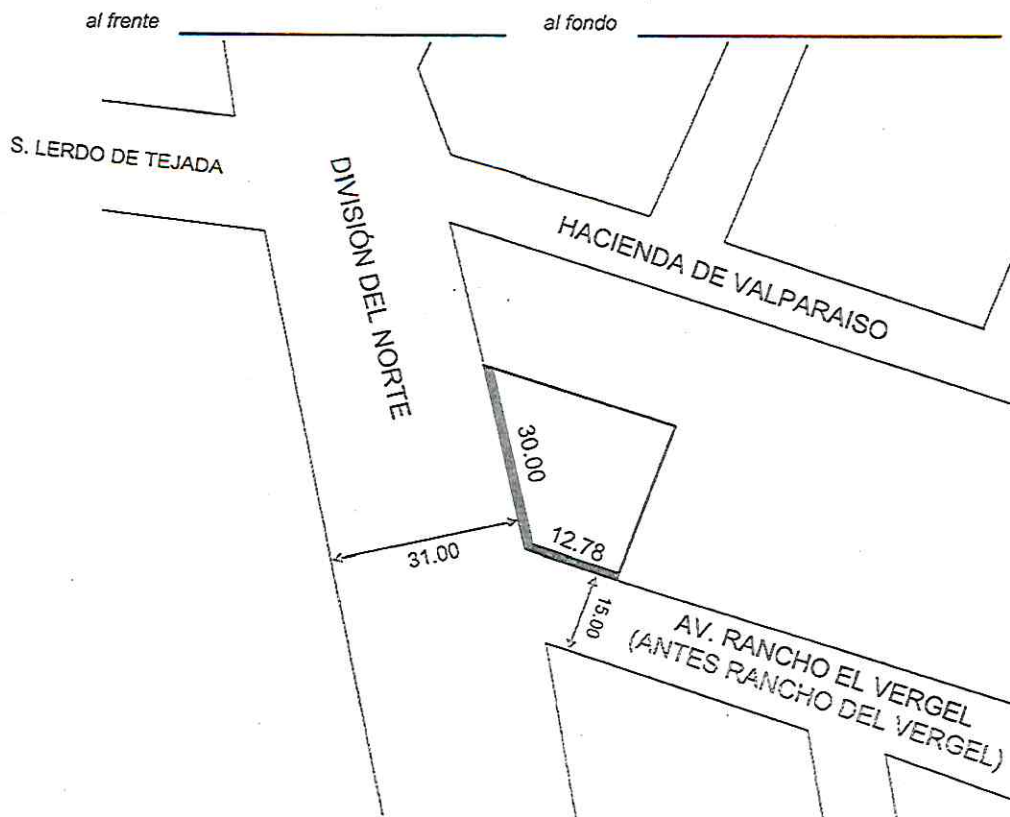 al frente
al fondo
S. LERDO DE TEJADA
DIVISIÓN DEL NORTE
HACIENDA DE VALPARAISO
30.00
12.78
31.00
15.00
AV. RANCHO EL VERGEL
(ANTES RANCHO DEL VERGEL)